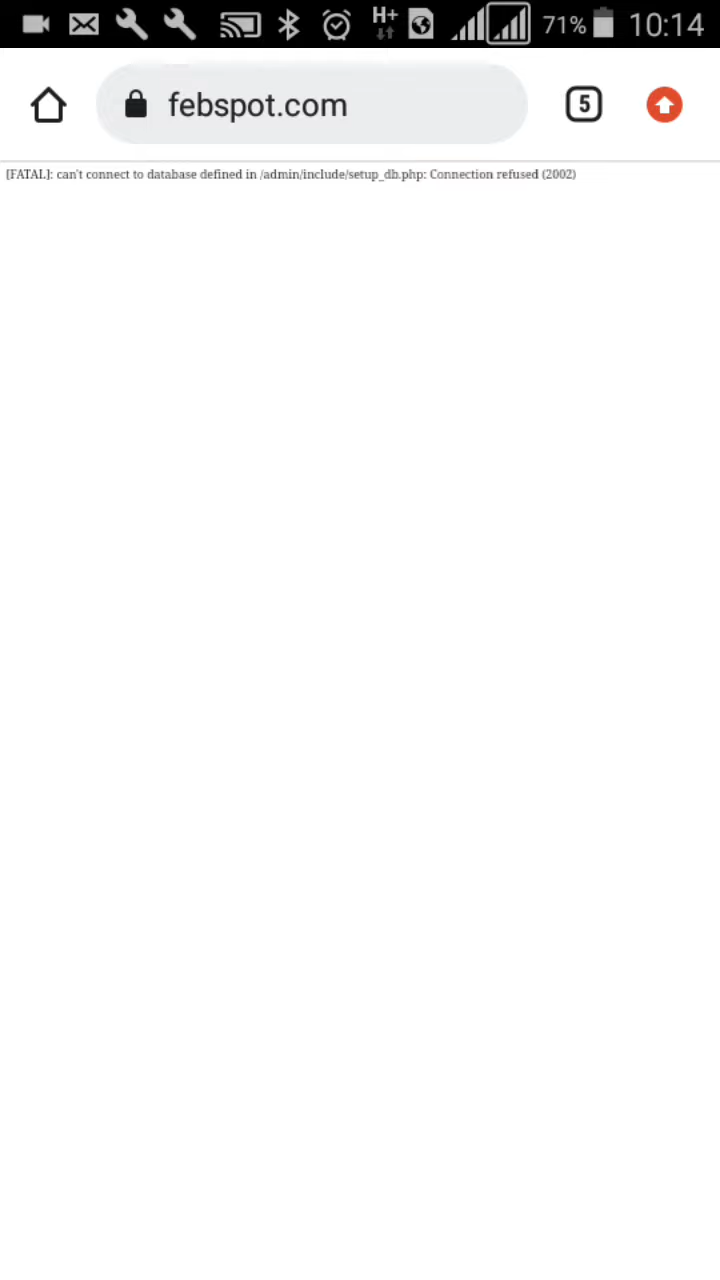 H+ 71% 10:14
febspot.com 5
[FATAL]: can't connect to database defined in /admin/include/setup_db.php: Connection refused (2002)